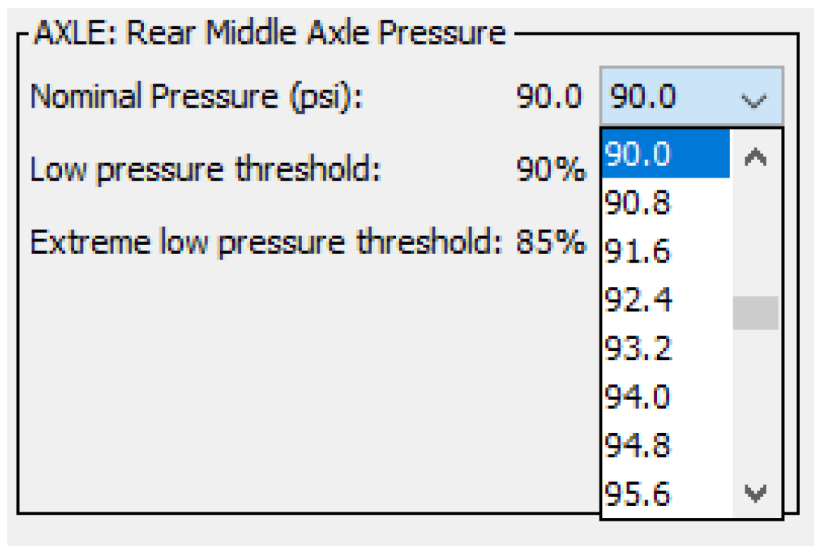 AXLE: Rear Middle Axle Pressure
Nominal Pressure (psi): 90.0 90.0
90.0
Low pressure threshold: 90%
90.8
Extreme low pressure threshold: 85%
91.6
92.4
93.2
94.0
94.8
95.6